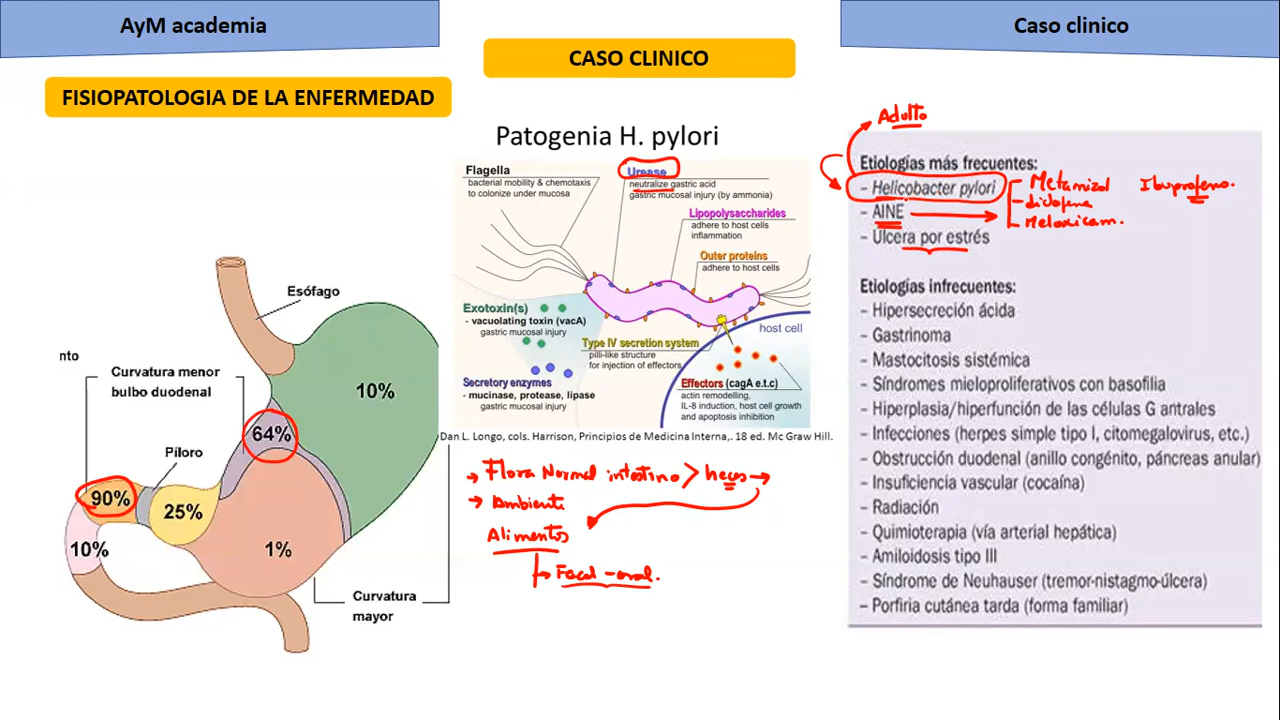 AyM academia
CASO CLINICO
Caso clinico
FISIOPATOLOGIA DE LA ENFERMEDAD
Esófago
nto
Curvatura menor
bulbo duodenal
10%
64%
Píloro
90%
25%
10%
1%
Curvatura
mayor
Patogenia H. pylori
Flagella
bacterial mobility & chemotaxis
to colonize under mucosa
Urease
neutralize gastric acid
gastric mucosal injury (by ammonia)
Lipopolysaccharides
adhere to host cells
inflammation
Outer proteins
adhere to host cells
Exotoxin(s)
- vacuolating toxin (vacA)
gastric mucosal injury
host cell
Type IV secretion system
pilli-like structure
for injection of effectors
Secretory enzymes
- mucinase, protease, lipase
gastric mucosal injury
Effectors (cagA e.t.c)
actin remodelling,
IL-8 induction, host cell growth
and apoptosis inhibition
Dan L. Longo, cols. Harrison, Principios de Medicina Interna,. 18 ed. Mc Graw Hill.
→ Flora Normal intestino > heces →
→ Ambiente
Alimentos
↳ Fecal-oral.
Adulto
Etiologías más frecuentes:
– Helicobacter pylori
– AINE
– Úlcera por estrés
Metamizol Ibuprofeno.
diclofena
Meloxicam.
Etiologías infrecuentes:
– Hipersecreción ácida
– Gastrinoma
– Mastocitosis sistémica
– Síndromes mieloproliferativos con basofilia
– Hiperplasia/hiperfunción de las células G antrales
– Infecciones (herpes simple tipo I, citomegalovirus, etc.)
– Obstrucción duodenal (anillo congénito, páncreas anular)
– Insuficiencia vascular (cocaína)
– Radiación
– Quimioterapia (vía arterial hepática)
– Amiloidosis tipo III
– Síndrome de Neuhauser (tremor-nistagmo-úlcera)
– Porfiria cutánea tarda (forma familiar)